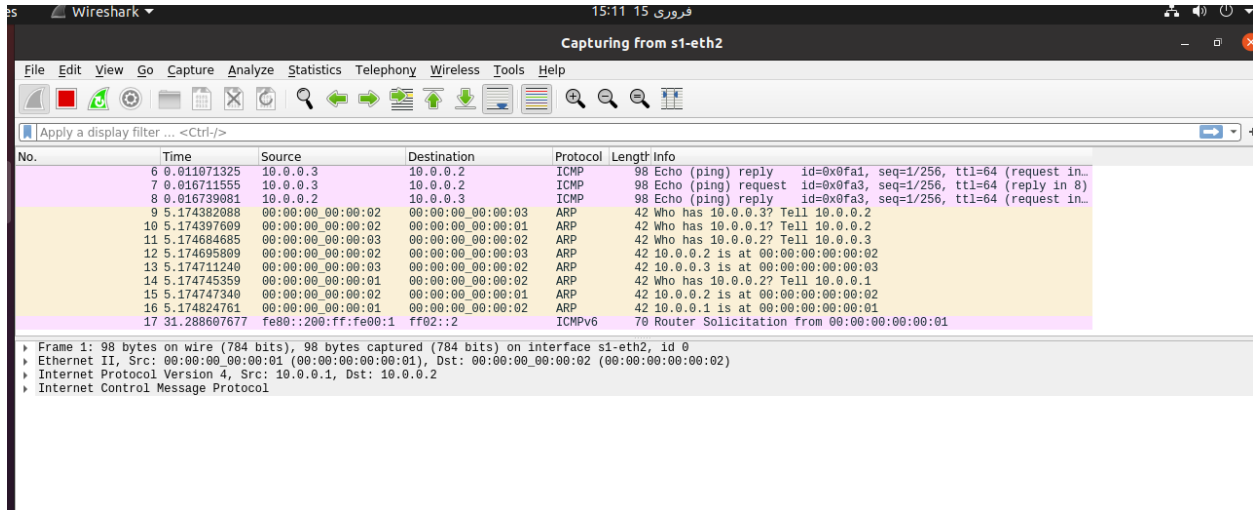 es Wireshark ▾ 15:11 15 فروری
Capturing from s1-eth2
File Edit View Go Capture Analyze Statistics Telephony Wireless Tools Help
Apply a display filter ... <Ctrl-/>
No. Time Source Destination Protocol Length Info
6 0.011071325 10.0.0.3 10.0.0.2 ICMP 98 Echo (ping) reply id=0x0fa1, seq=1/256, ttl=64 (request in…
7 0.016711555 10.0.0.3 10.0.0.2 ICMP 98 Echo (ping) request id=0x0fa3, seq=1/256, ttl=64 (reply in 8)
8 0.016739081 10.0.0.2 10.0.0.3 ICMP 98 Echo (ping) reply id=0x0fa3, seq=1/256, ttl=64 (request in…
9 5.174382088 00:00:00_00:00:02 00:00:00_00:00:03 ARP 42 Who has 10.0.0.3? Tell 10.0.0.2
10 5.174397609 00:00:00_00:00:02 00:00:00_00:00:01 ARP 42 Who has 10.0.0.1? Tell 10.0.0.2
11 5.174684685 00:00:00_00:00:03 00:00:00_00:00:02 ARP 42 Who has 10.0.0.2? Tell 10.0.0.3
12 5.174695809 00:00:00_00:00:02 00:00:00_00:00:03 ARP 42 10.0.0.2 is at 00:00:00:00:00:02
13 5.174711240 00:00:00_00:00:03 00:00:00_00:00:02 ARP 42 10.0.0.3 is at 00:00:00:00:00:03
14 5.174745359 00:00:00_00:00:01 00:00:00_00:00:02 ARP 42 Who has 10.0.0.2? Tell 10.0.0.1
15 5.174747340 00:00:00_00:00:02 00:00:00_00:00:01 ARP 42 10.0.0.2 is at 00:00:00:00:00:02
16 5.174824761 00:00:00_00:00:01 00:00:00_00:00:02 ARP 42 10.0.0.1 is at 00:00:00:00:00:01
17 31.288607677 fe80::200:ff:fe00:1 ff02::2 ICMPv6 70 Router Solicitation from 00:00:00:00:00:01
Frame 1: 98 bytes on wire (784 bits), 98 bytes captured (784 bits) on interface s1-eth2, id 0
Ethernet II, Src: 00:00:00_00:00:01 (00:00:00:00:00:01), Dst: 00:00:00_00:00:02 (00:00:00:00:00:02)
Internet Protocol Version 4, Src: 10.0.0.1, Dst: 10.0.0.2
Internet Control Message Protocol